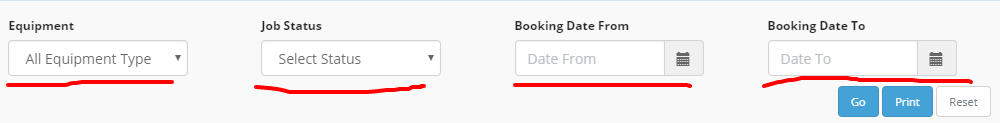 Equipment Job Status Booking Date From Booking Date To
All Equipment Type Select Status Date From Date To
Go Print Reset